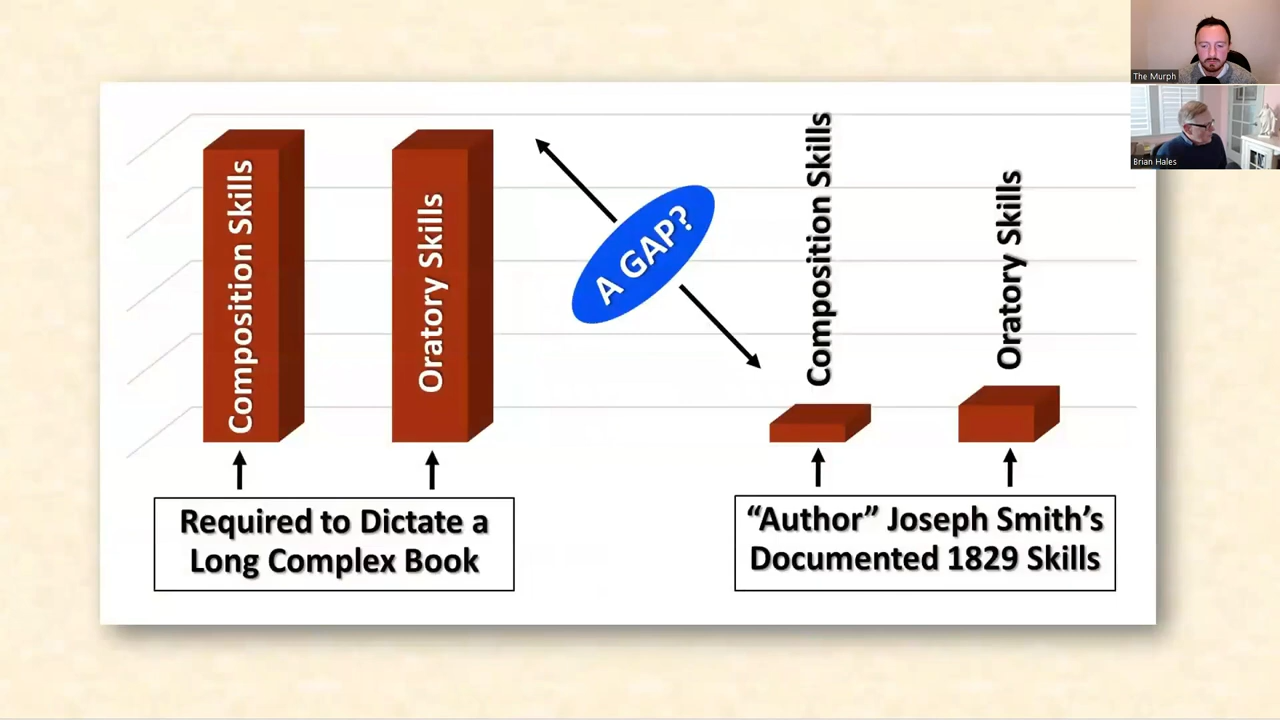 The Murph
Brian Hales
Composition Skills
Oratory Skills
A GAP?
Composition Skills
Oratory Skills
Required to Dictate a
Long Complex Book
“Author” Joseph Smith’s
Documented 1829 Skills